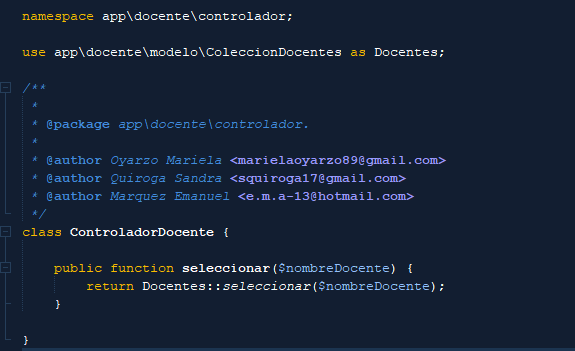 namespace app\docente\controlador;
use app\docente\modelo\ColeccionDocentes as Docentes;
/**
*
* @package app\docente\controlador.
*
* @author Oyarzo Mariela <marielaoyarzo89@gmail.com>
* @author Quiroga Sandra <squiroga17@gmail.com>
* @author Marquez Emanuel <e.m.a-13@hotmail.com>
*/
class ControladorDocente {
public function seleccionar($nombreDocente) {
return Docentes::seleccionar($nombreDocente);
}
}